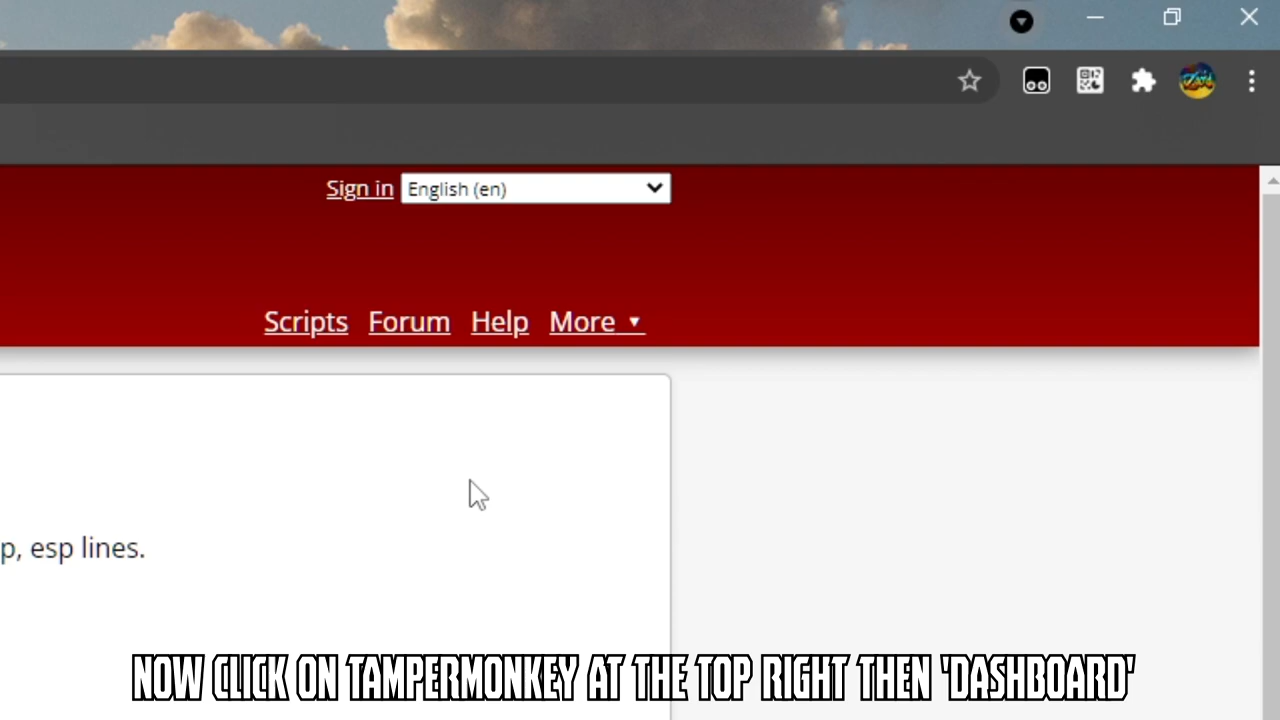 Sign in English (en)
Scripts Forum Help More
p, esp lines.
NOW CLICK ON TAMPERMONKEY AT THE TOP RIGHT THEN 'DASHBOARD'